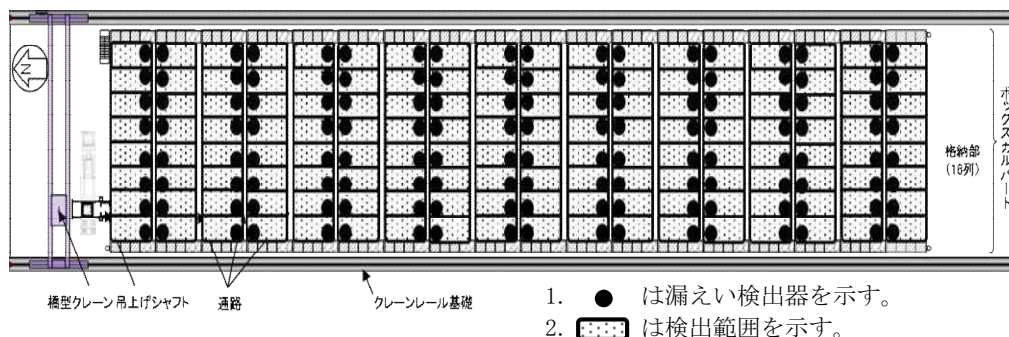 N
ボックスカルバート
格納部
(16列)
橋型クレーン
吊上げシャフト
通路
クレーンレール基礎
1. ● は漏えい検出器を示す。
2. は検出範囲を示す。